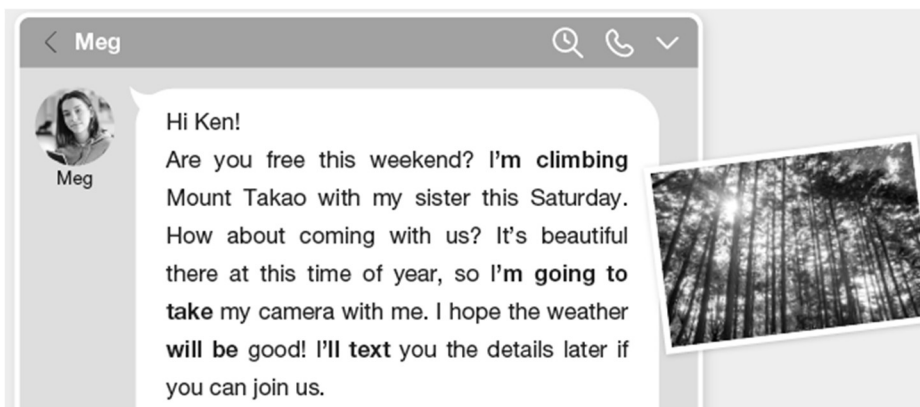 Meg
Meg
Hi Ken!
Are you free this weekend? I’m climbing
Mount Takao with my sister this Saturday.
How about coming with us? It’s beautiful
there at this time of year, so I’m going to
take my camera with me. I hope the weather
will be good! I’ll text you the details later if
you can join us.